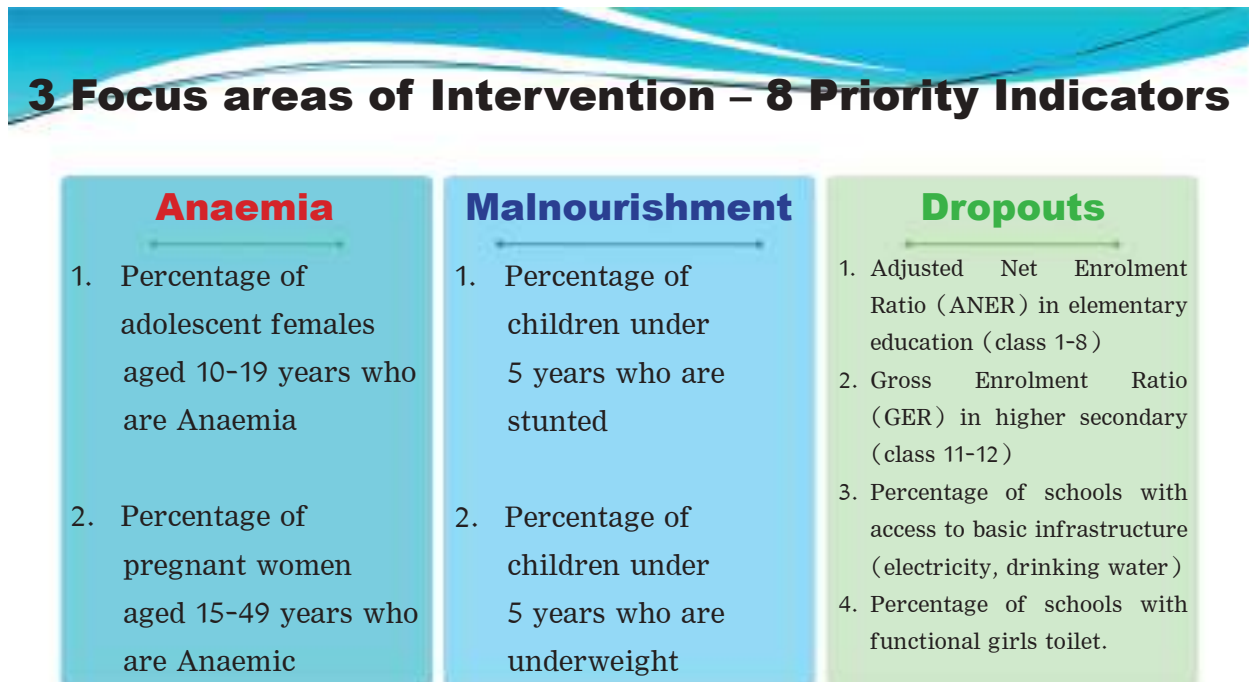 3 Focus areas of Intervention – 8 Priority Indicators
Anaemia
1. Percentage of
adolescent females
aged 10-19 years who
are Anaemia
2. Percentage of
pregnant women
aged 15-49 years who
are Anaemic
Malnourishment
1. Percentage of
children under
5 years who are
stunted
2. Percentage of
children under
5 years who are
underweight
Dropouts
1. Adjusted Net Enrolment
Ratio (ANER) in elementary
education (class 1-8)
2. Gross Enrolment Ratio
(GER) in higher secondary
(class 11-12)
3. Percentage of schools with
access to basic infrastructure
(electricity, drinking water)
4. Percentage of schools with
functional girls toilet.